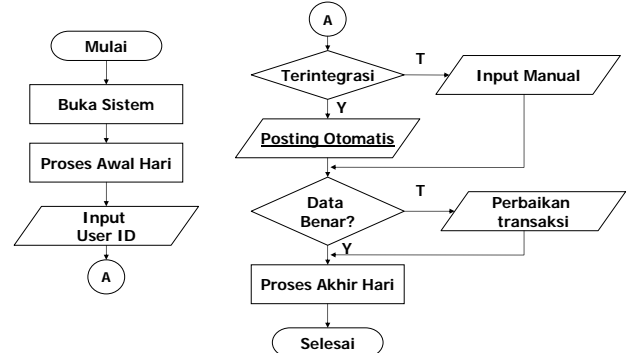 Mulai
Buka Sistem
Proses Awal Hari
Input
User ID
A
A
Terintegrasi
T
Input Manual
Y
Posting Otomatis
Data
Benar?
T
Perbaikan
transaksi
Y
Proses Akhir Hari
Selesai